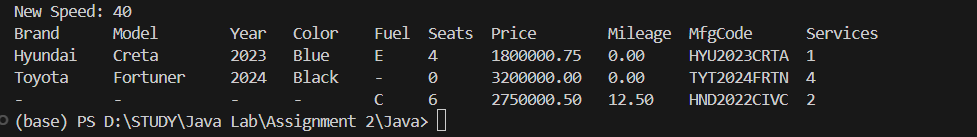 New Speed: 40
Brand Model Year Color Fuel Seats Price Mileage MfgCode Services
Hyundai Creta 2023 Blue E 4 1800000.75 0.00 HYU2023CRTA 1
Toyota Fortuner 2024 Black - 0 3200000.00 0.00 TYT2024FRTN 4
- - - - C 6 2750000.50 12.50 HND2022CIVC 2
(base) PS D:\STUDY\Java Lab\Assignment 2\Java>